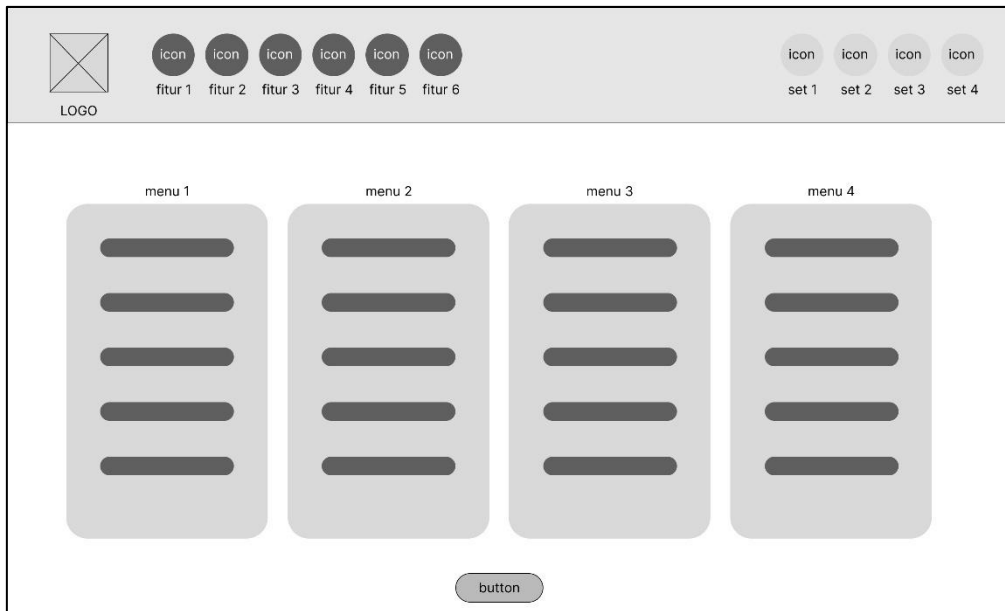 icon icon icon icon icon icon
fitur 1 fitur 2 fitur 3 fitur 4 fitur 5 fitur 6
LOGO
icon icon icon icon
set 1 set 2 set 3 set 4
menu 1 menu 2 menu 3 menu 4
button